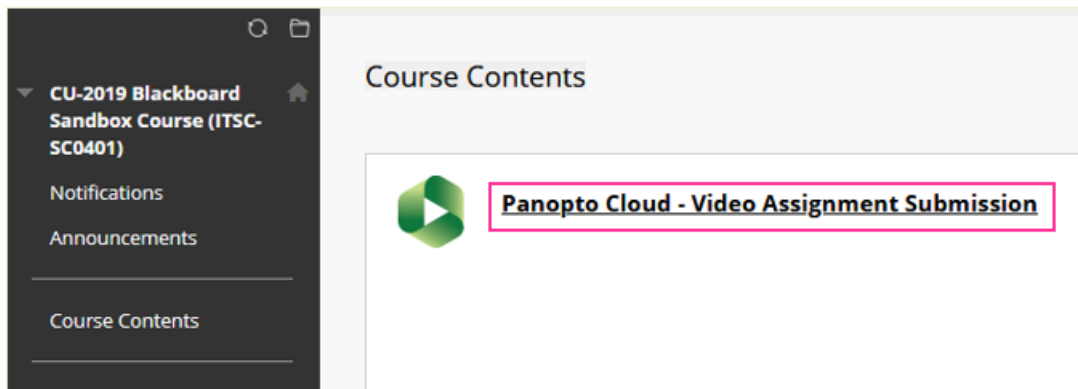 CU-2019 Blackboard
Sandbox Course (ITSC-
SC0401)
Notifications
Announcements
Course Contents
Course Contents
Panopto Cloud - Video Assignment Submission